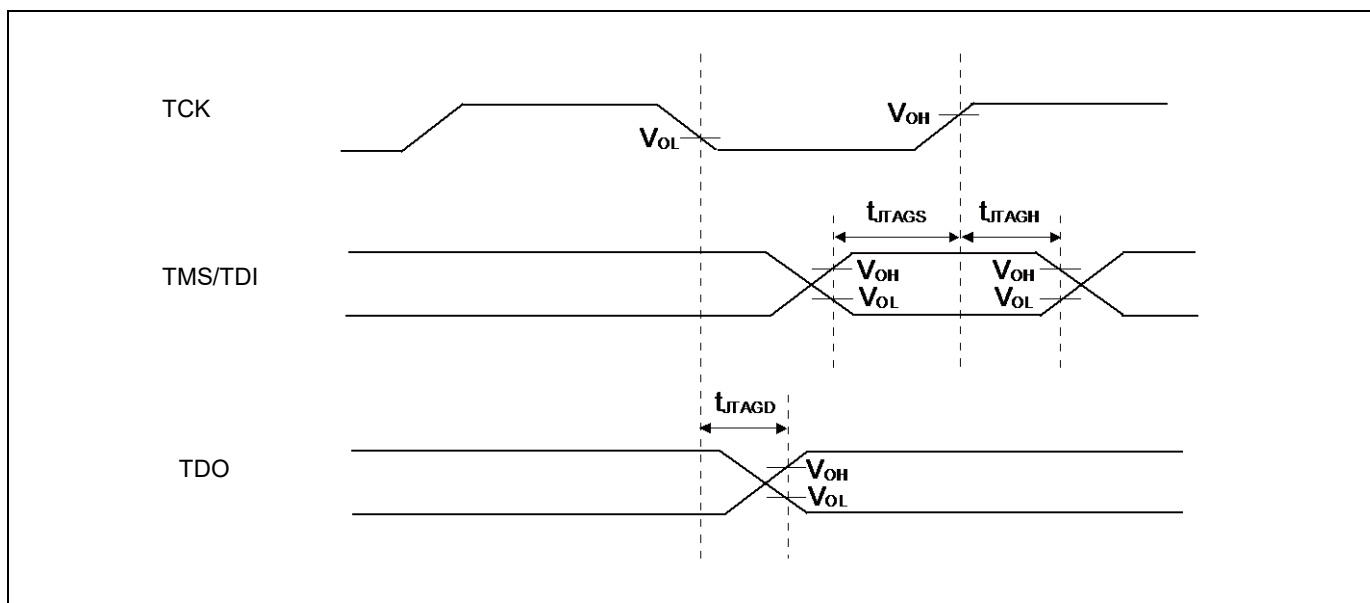 TCK
VOL
VOH
tJTAGS
tJTAGH
TMS/TDI
VOH
VOL
VOH
VOL
tJTAGD
TDO
VOH
VOL